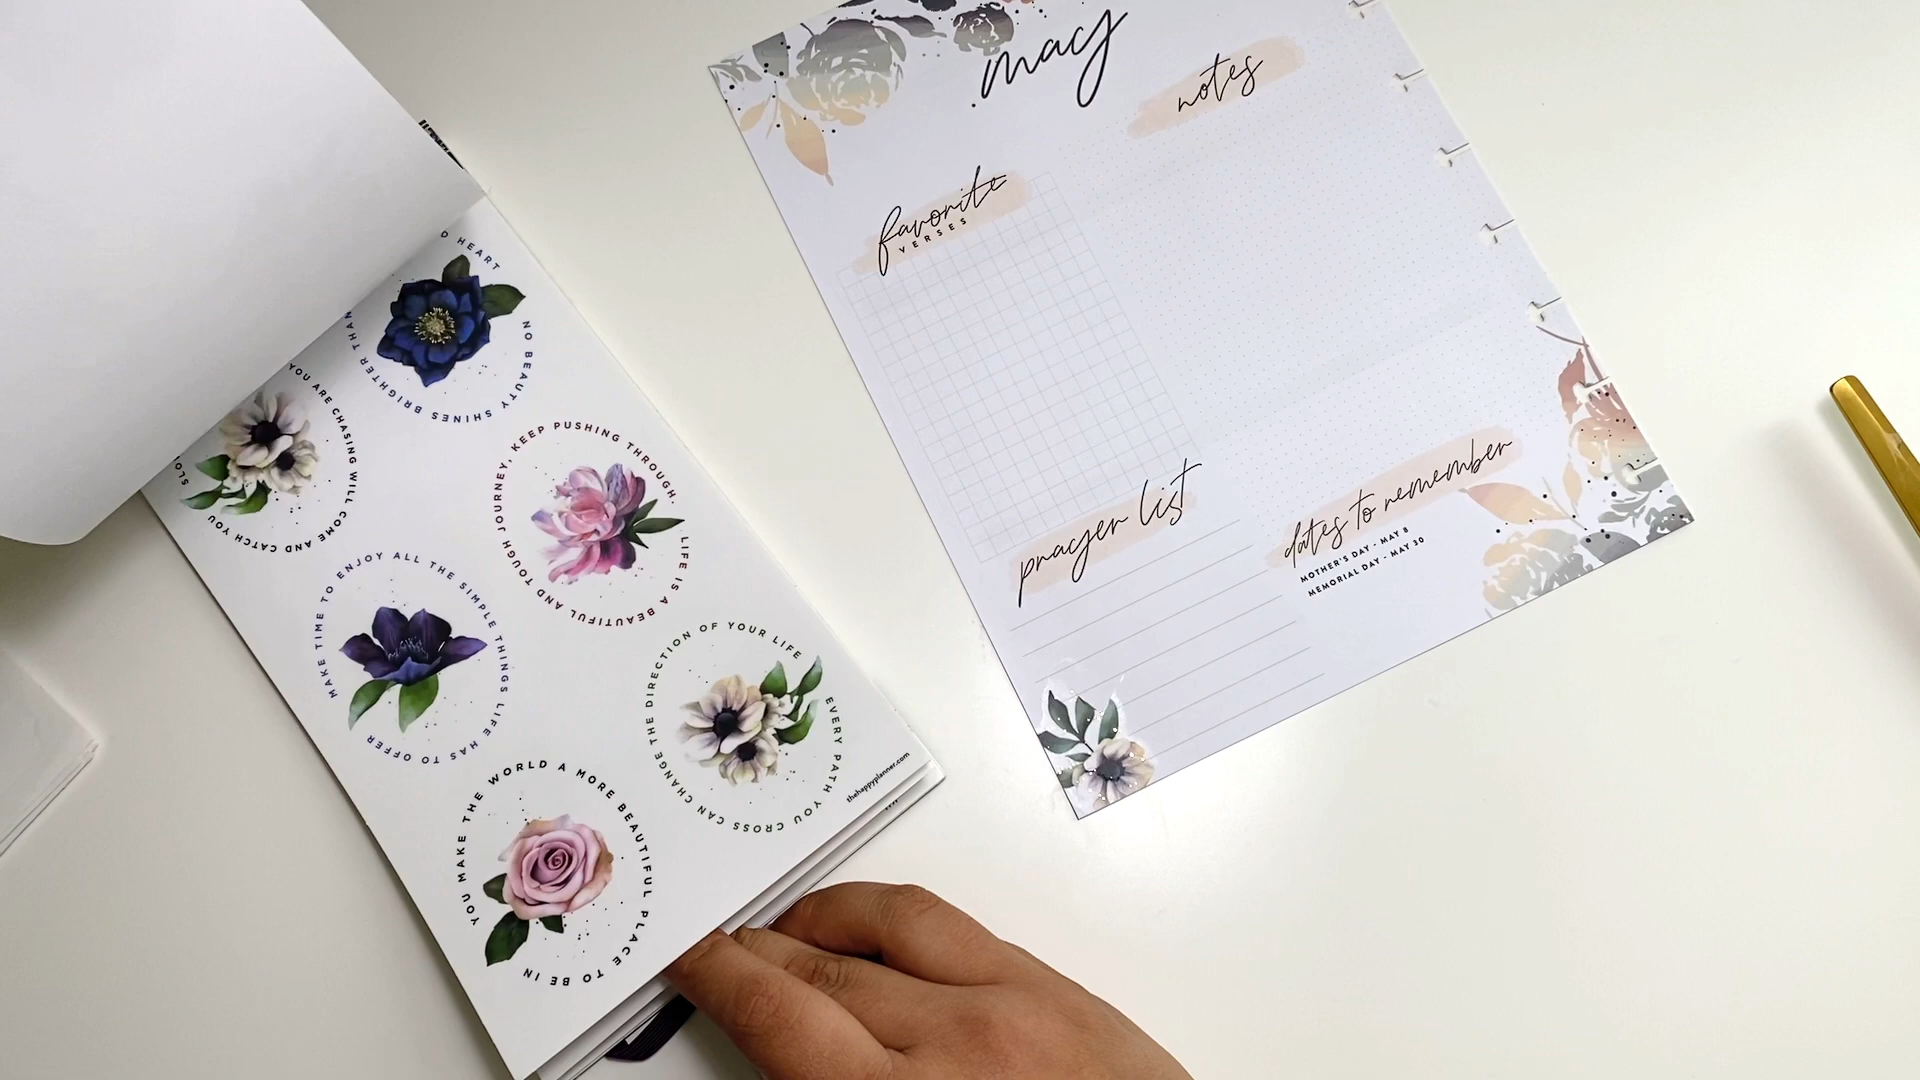 D HEART
NO BEAUTY SHINES BRIGHTER THAN
SLO
YOU ARE CHASING WILL COME AND CATCH YOU
LIFE IS A BEAUTIFUL AND TOUGH JOURNEY, KEEP PUSHING THROUGH.
MAKE TIME TO ENJOY ALL THE SIMPLE THINGS LIFE HAS TO OFFER
EVERY PATH YOU CROSS CAN CHANGE THE DIRECTION OF YOUR LIFE
YOU MAKE THE WORLD A MORE BEAUTIFUL PLACE TO BE IN
thehappyplanner.com
may
notes
favorite
VERSES
prayer list
dates to remember
MOTHER'S DAY - MAY 8
MEMORIAL DAY - MAY 30